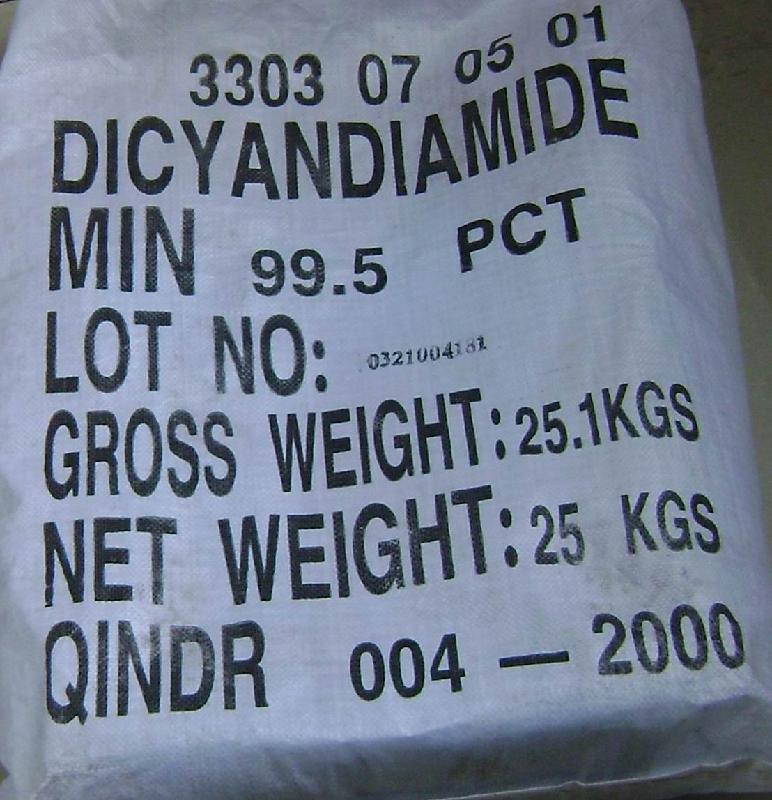 3303 07 05 01
DICYANDIAMIDE
MIN 99.5 PCT
LOT NO: 0321004181
GROSS WEIGHT: 25.1KGS
NET WEIGHT: 25 KGS
QINDR 004 — 2000